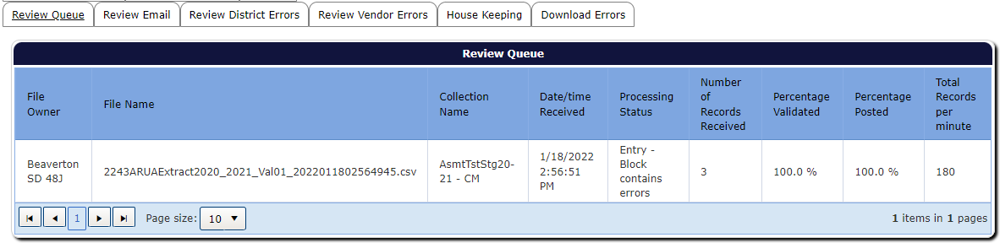 Review Queue Review Email Review District Errors Review Vendor Errors House Keeping Download Errors
Review Queue
File Owner
File Name
Collection Name
Date/time Received
Processing Status
Number of Records Received
Percentage Validated
Percentage Posted
Total Records per minute
Beaverton SD 48J
2243ARUAExtract2020_2021_Val01_2022011802564945.csv
AsmtTstStg20-21 - CM
1/18/2022 2:56:51 PM
Entry - Block contains errors
3
100.0 %
100.0 %
180
1 Page size: 10 1 items in 1 pages